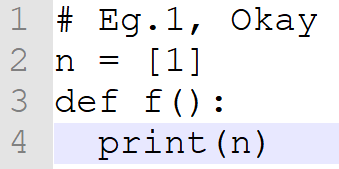 1 # Eg.1, Okay
2 n = [1]
3 def f():
4   print(n)